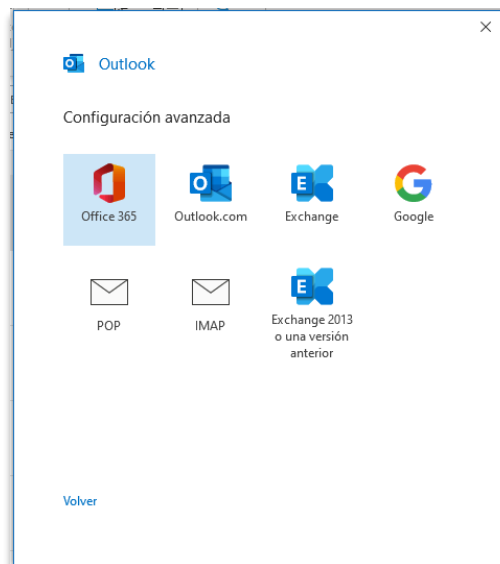 Outlook
Configuración avanzada
Office 365
Outlook.com
Exchange
Google
POP
IMAP
Exchange 2013
o una versión
anterior
Volver